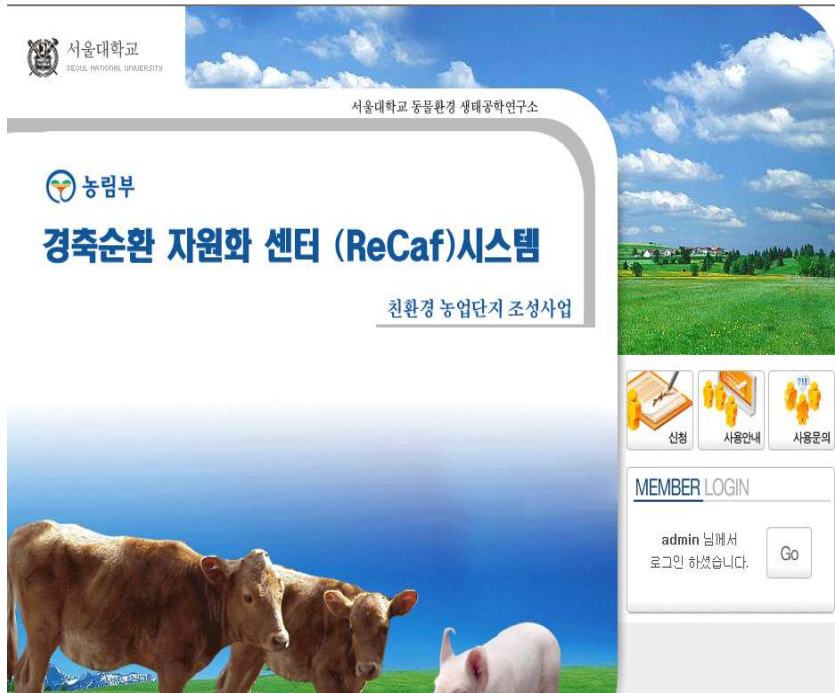 서울대학교
SEOUL NATIONAL UNIVERSITY
서울대학교 동물환경 생태공학연구소
농림부
경축순환 자원화 센터 (ReCaf)시스템
친환경 농업단지 조성사업
?!!
신청
사용안내
사용문의
MEMBER LOGIN
admin 님께서
로그인 하셨습니다.
Go